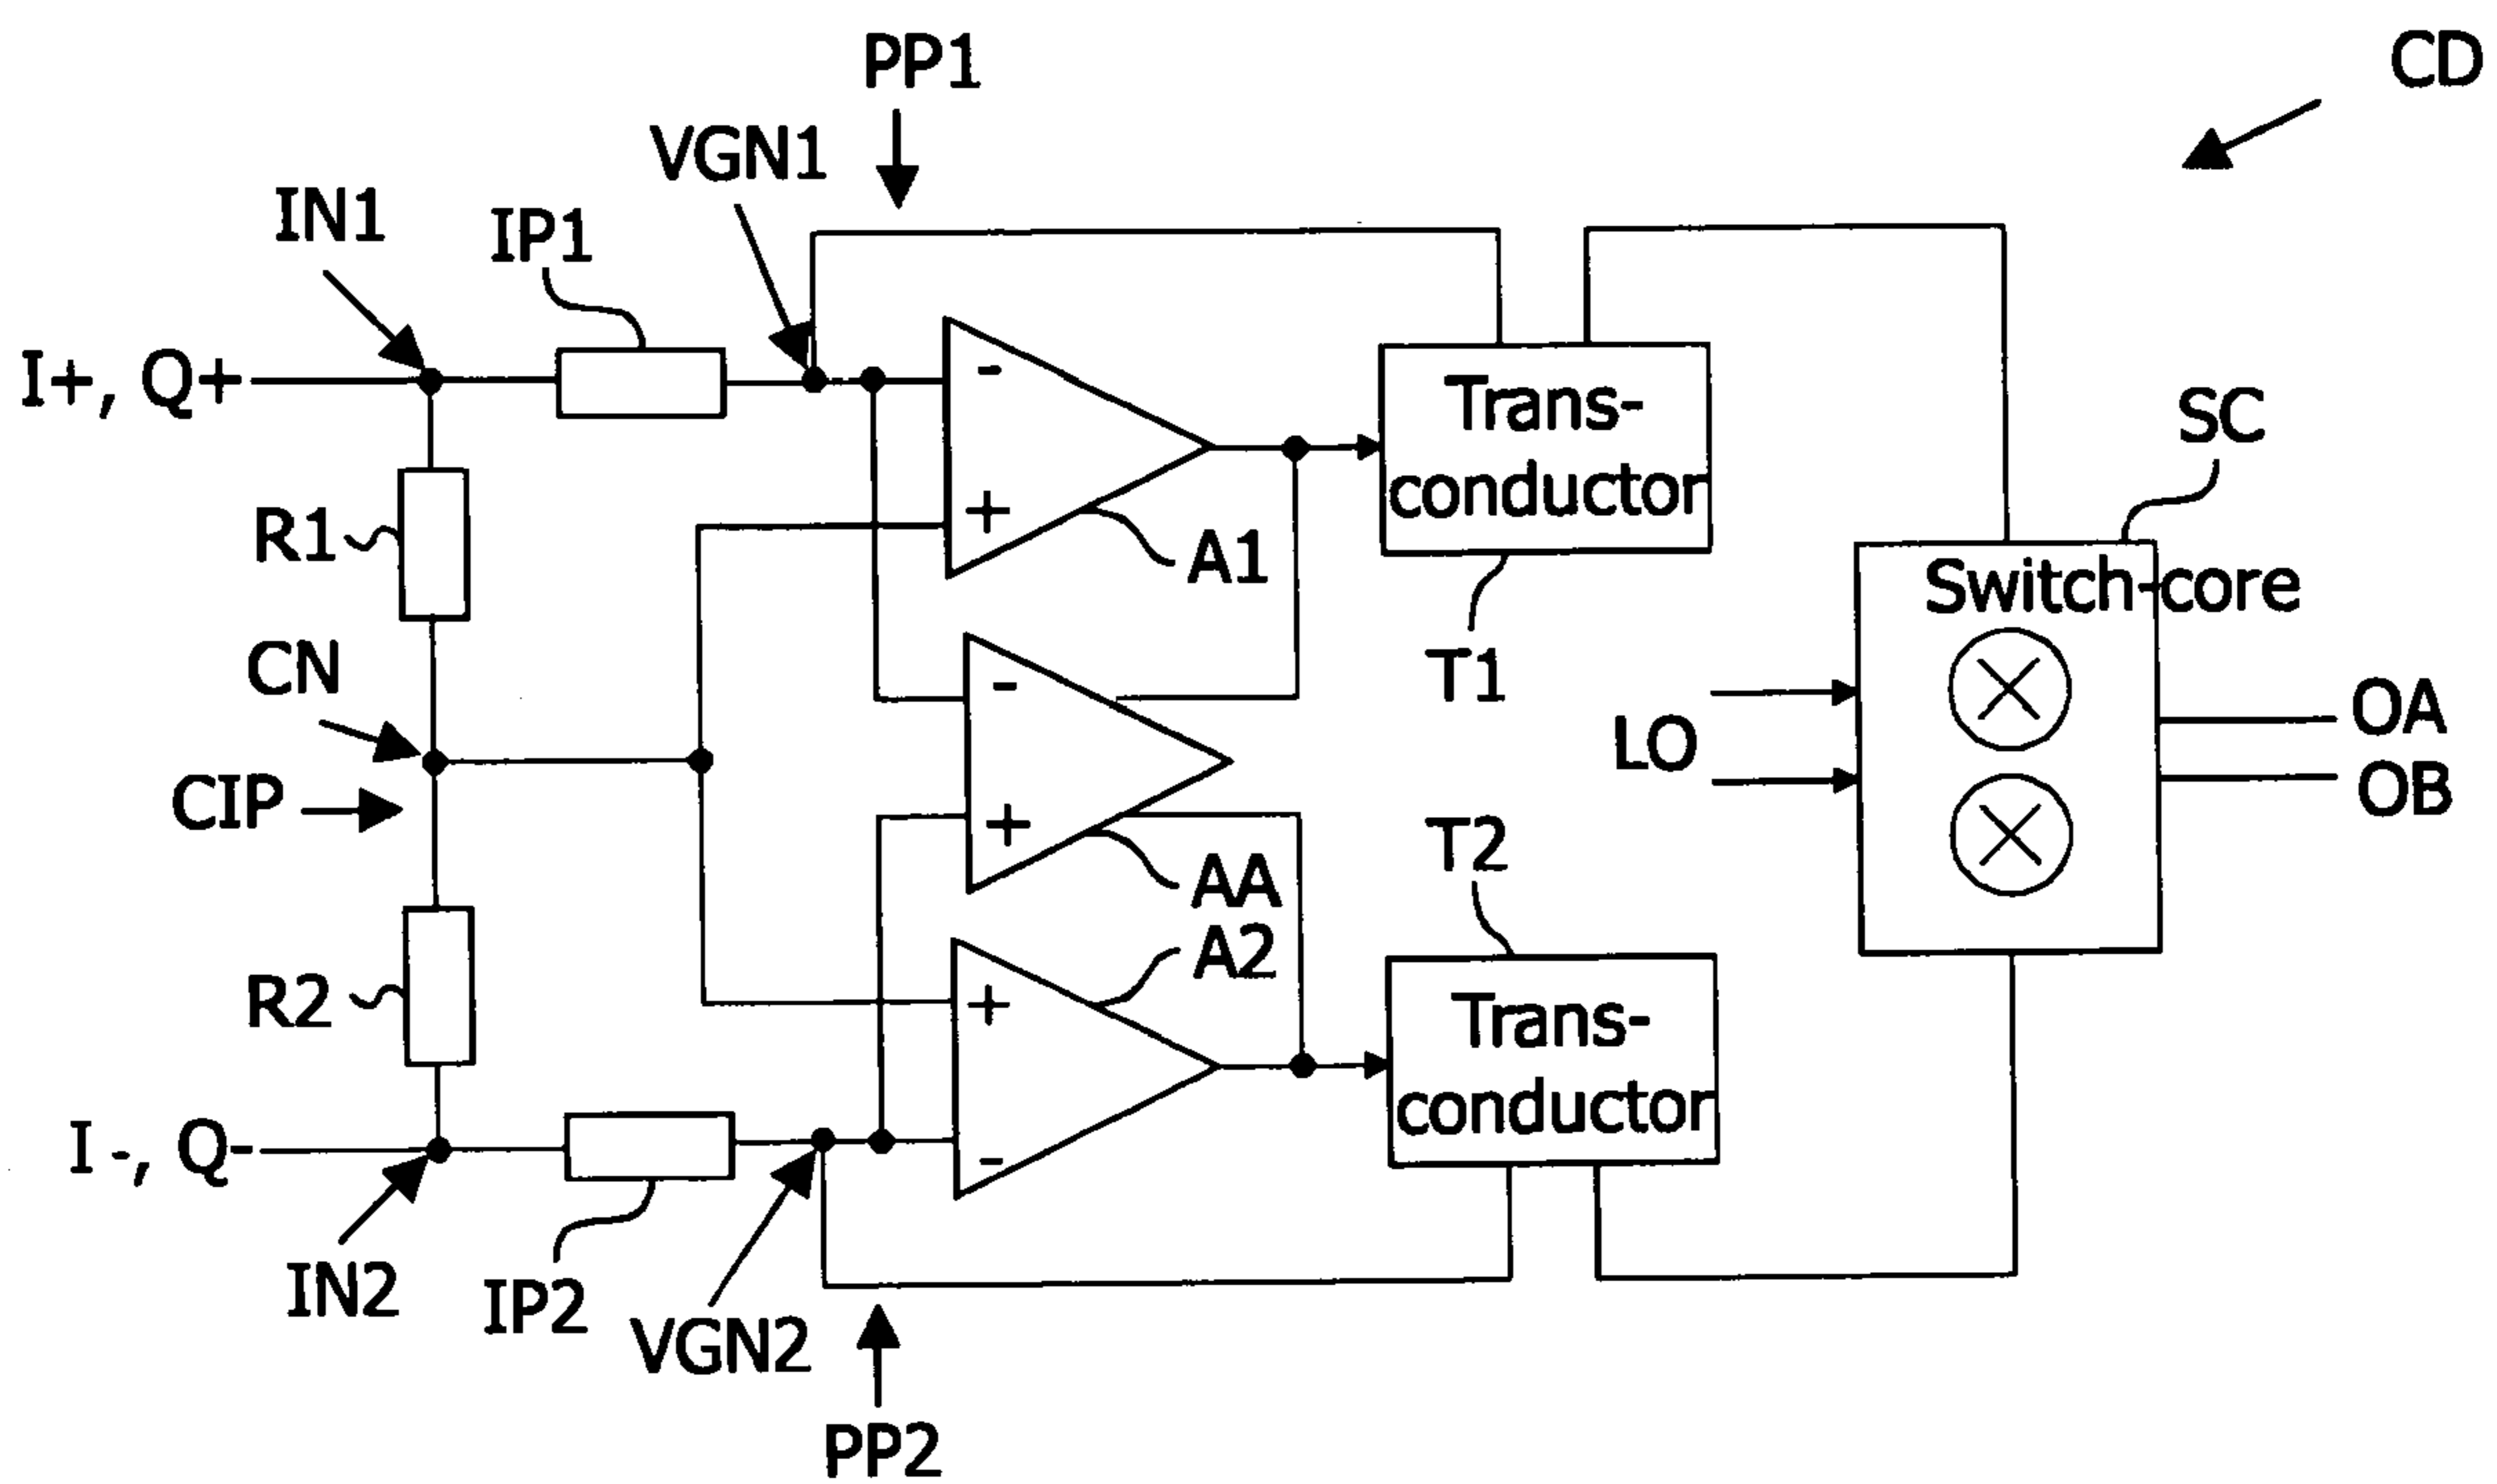 PP1
CD
VGN1
IN1
IP1
I+, Q+
-
+
Trans-
conductor
SC
R1
A1
Switch-core
CN
-
T1
LO
OA
OB
CIP
+
T2
AA
A2
R2
+
Trans-
conductor
I -, Q-
-
IN2
IP2
VGN2
PP2